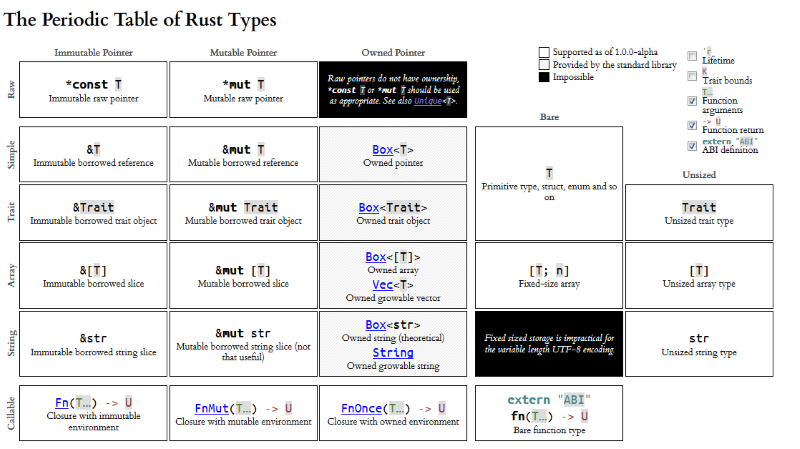 The Periodic Table of Rust Types
Immutable Pointer
Mutable Pointer
Owned Pointer
Supported as of 1.0.0-alpha
Provided by the standard library
Impossible
'r
Lifetime
K
Trait bounds
T…
Function
arguments
-> U
Function return
extern "ABI"
ABI definition
Raw
*const T
Immutable raw pointer
*mut T
Mutable raw pointer
Raw pointers do not have ownership,
*const T or *mut T should be used
as appropriate. See also Unique<T>.
Bare
Simple
&T
Immutable borrowed reference
&mut T
Mutable borrowed reference
Box<T>
Owned pointer
T
Primitive type, struct, enum and so
on
Unsized
Trait
&Trait
Immutable borrowed trait object
&mut Trait
Mutable borrowed trait object
Box<Trait>
Owned trait object
Trait
Unsized trait type
Array
&[T]
Immutable borrowed slice
&mut [T]
Mutable borrowed slice
Box<[T]>
Owned array
Vec<T>
Owned growable vector
[T; n]
Fixed-size array
[T]
Unsized array type
String
&str
Immutable borrowed string slice
&mut str
Mutable borrowed string slice (not
that useful)
Box<str>
Owned string (theoretical)
String
Owned growable string
Fixed sized storage is impractical for
the variable length UTF-8 encoding
str
Unsized string type
Callable
Fn(T…) -> U
Closure with immutable
environment
FnMut(T…) -> U
Closure with mutable environment
FnOnce(T…) -> U
Closure with owned environment
extern "ABI"
fn(T…) -> U
Bare function type